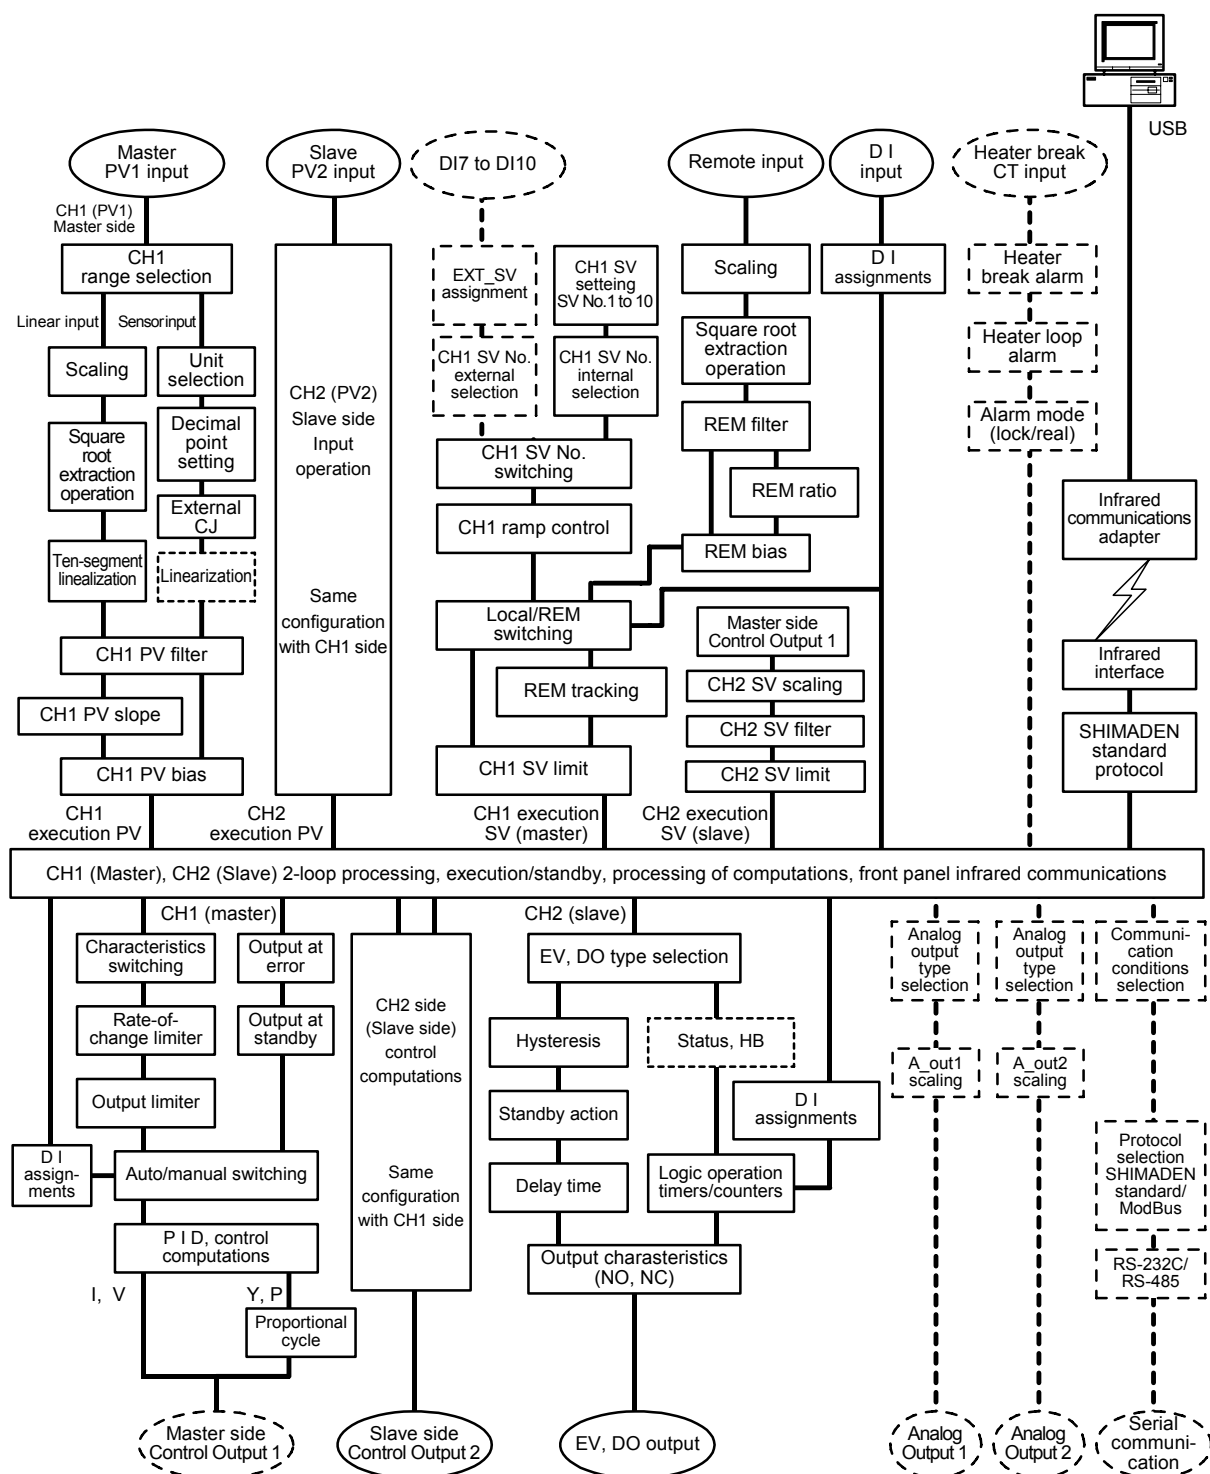 USB
Master
PV1 input
Slave
PV2 input
DI7 to DI10
Remote input
D I
input
Heater break
CT input
CH1 (PV1)
Master side
CH1
range selection
Linear input
Sensorinput
Scaling
Square
root
extraction
operation
Ten-segment
linealization
Unit
selection
Decimal
point
setting
External
CJ
Linearization
CH1 PV filter
CH1 PV slope
CH1 PV bias
CH1
execution PV
CH2 (PV2)
Slave side
Input
operation
Same
configuration
with CH1 side
CH2
execution PV
EXT_SV
assignment
CH1 SV
setteing
SV No.1 to 10
CH1 SV No.
external
selection
CH1 SV No.
internal
selection
CH1 SV No.
switching
CH1 ramp control
Local/REM
switching
REM tracking
CH1 SV limit
CH1 execution
SV (master)
Scaling
Square root
extraction
operation
REM filter
REM ratio
REM bias
Master side
Control Output 1
CH2 SV scaling
CH2 SV filter
CH2 SV limit
CH2 execution
SV (slave)
D I
assignments
Heater
break alarm
Heater loop
alarm
Alarm mode
(lock/real)
Infrared
communications
adapter
Infrared
interface
SHIMADEN
standard
protocol
CH1 (Master), CH2 (Slave) 2-loop processing, execution/standby, processing of computations, front panel infrared communications
CH1 (master)
Characteristics
switching
Output at
error
Rate-of-
change limiter
Output at
standby
Output limiter
D I
assign-
ments
Auto/manual switching
P I D, control
computations
I, V
Y, P
Proportional
cycle
Master side
Control Output 1
CH2 side
(Slave side)
control
computations
Same
configuration
with CH1 side
Slave side
Control Output 2
CH2 (slave)
EV, DO type selection
Hysteresis
Status, HB
Standby action
D I
assignments
Delay time
Logic operation
timers/counters
Output charasteristics
(NO, NC)
EV, DO output
Analog
output
type
selection
A_out1
scaling
Analog
Output 1
Analog
output
type
selection
A_out2
scaling
Analog
Output 2
Communi-
cation
conditions
selection
Protocol
selection
SHIMADEN
standard/
ModBus
RS-232C/
RS-485
Serial
communi-
cation